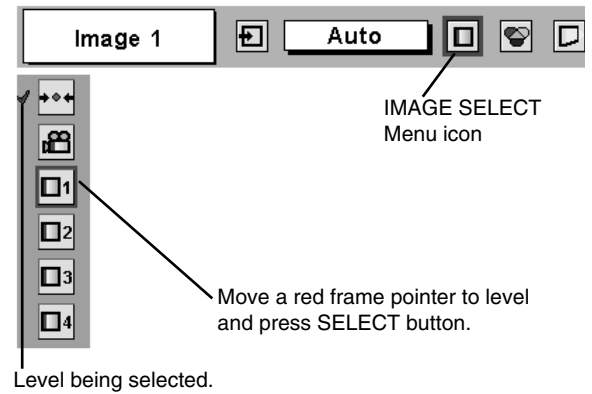 Image 1
Auto
IMAGE SELECT
Menu icon
1
2
3
4
Move a red frame pointer to level
and press SELECT button.
Level being selected.